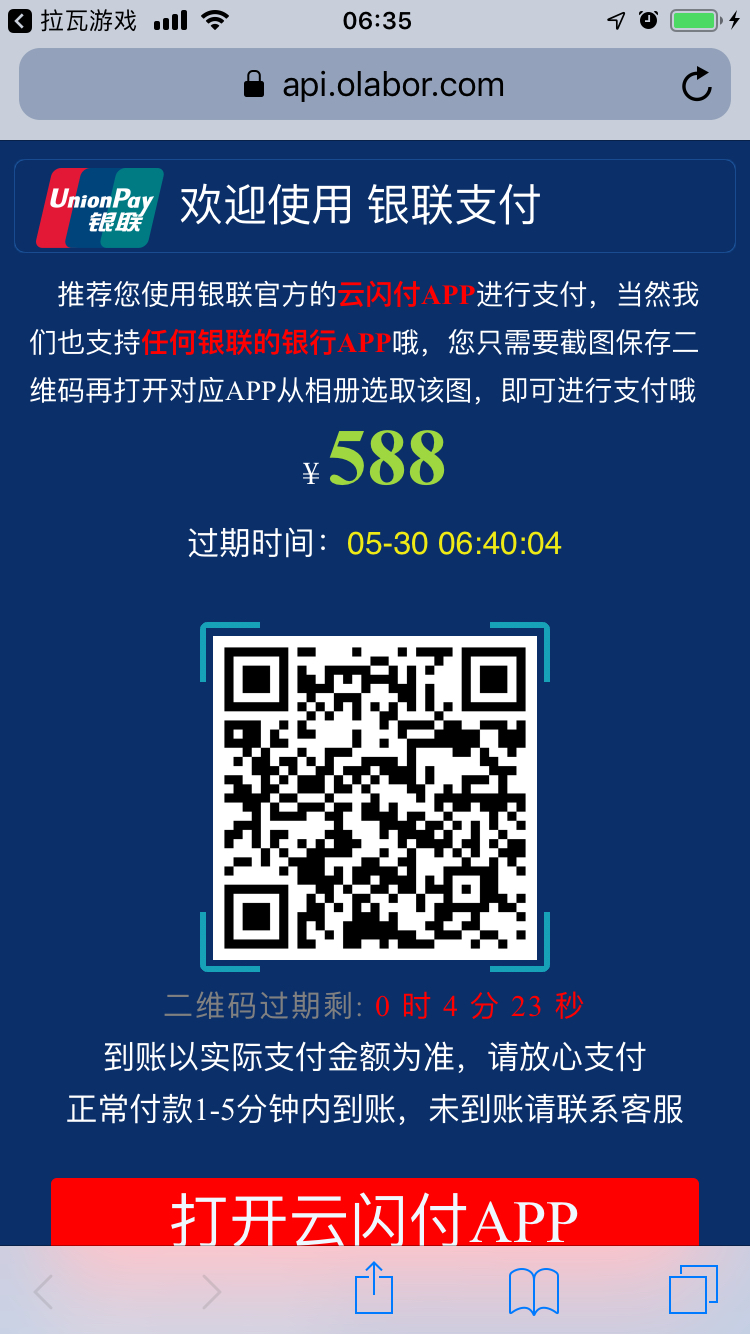 拉瓦游戏
06:35
api.olabor.com
UnionPay
银联
欢迎使用 银联支付
推荐您使用银联官方的云闪付APP进行支付，当然我
们也支持任何银联的银行APP哦，您只需要截图保存二
维码再打开对应APP从相册选取该图，即可进行支付哦
¥588
过期时间：05-30 06:40:04
二维码过期剩: 0 时 4 分 23 秒
到账以实际支付金额为准，请放心支付
正常付款1-5分钟内到账，未到账请联系客服
打开云闪付APP